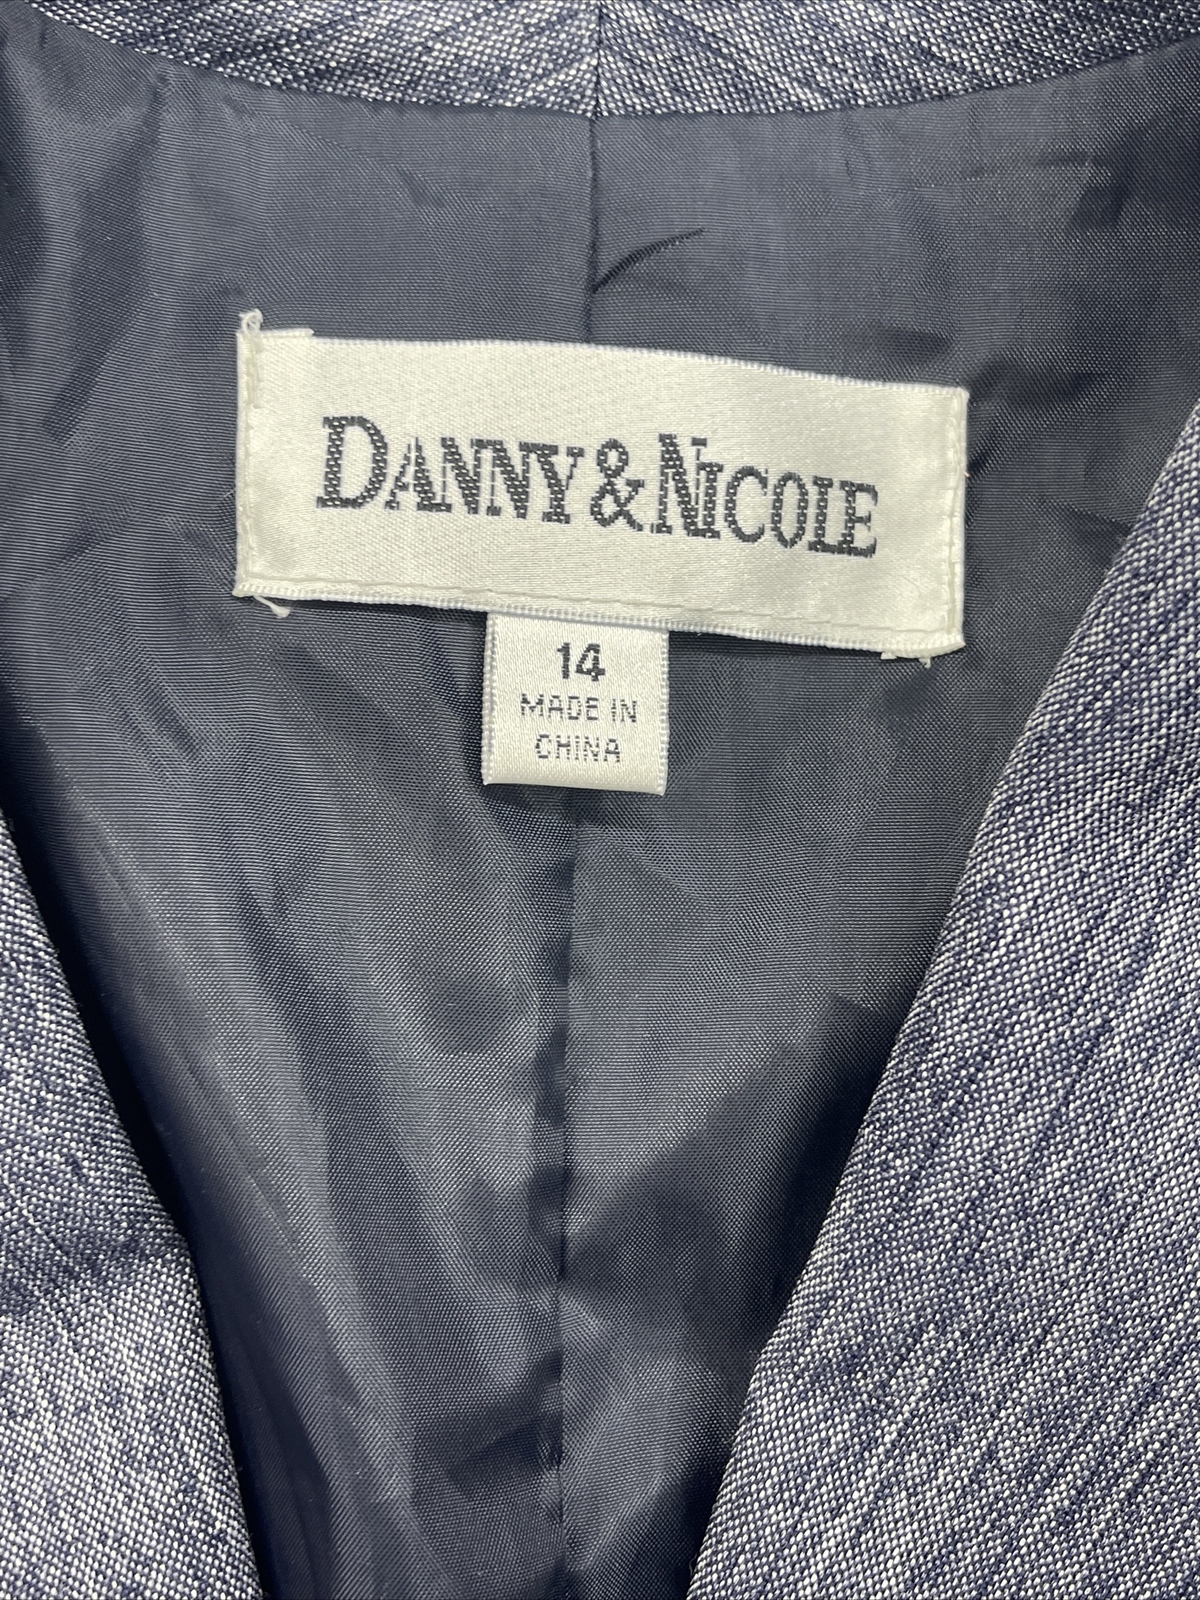 DANNY & NICOLE
14
MADE IN
CHINA